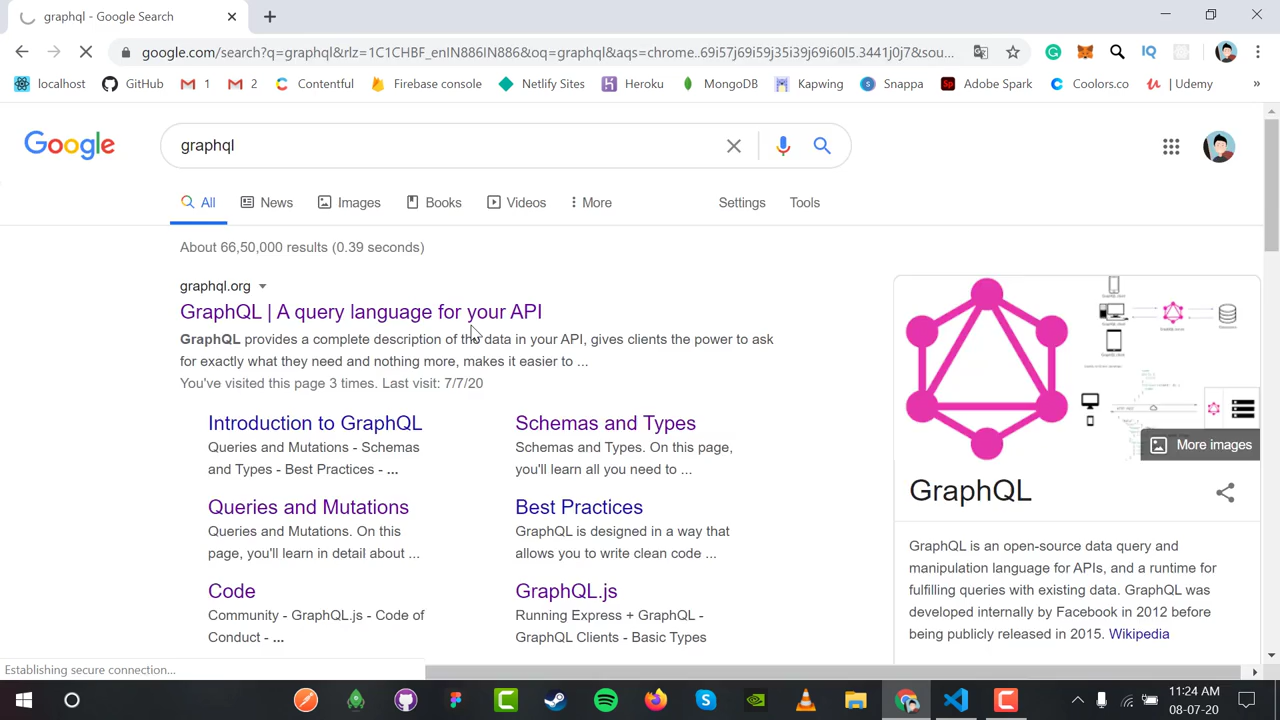 graphql - Google Search
google.com/search?q=graphql&rlz=1C1CHBF_enIN886IN886&oq=graphql&aqs=chrome..69i57j69i59j35i39j69i60l5.3441j0j7&sou...
localhost GitHub 1 2 Contentful Firebase console Netlify Sites Heroku MongoDB Kapwing Snappa Adobe Spark Coolors.co | Udemy »
Google
graphql
All News Images Books Videos More Settings Tools
About 66,50,000 results (0.39 seconds)
graphql.org
GraphQL | A query language for your API
GraphQL provides a complete description of the data in your API, gives clients the power to ask
for exactly what they need and nothing more, makes it easier to ...
You've visited this page 3 times. Last visit: 7/7/20
Introduction to GraphQL
Queries and Mutations - Schemas
and Types - Best Practices - ...
Schemas and Types
Schemas and Types. On this page,
you'll learn all you need to ...
Queries and Mutations
Queries and Mutations. On this
page, you'll learn in detail about ...
Best Practices
GraphQL is designed in a way that
allows you to write clean code ...
Code
Community - GraphQL.js - Code of
Conduct - ...
GraphQL.js
Running Express + GraphQL -
GraphQL Clients - Basic Types
More images
GraphQL
GraphQL is an open-source data query and
manipulation language for APIs, and a runtime for
fulfilling queries with existing data. GraphQL was
developed internally by Facebook in 2012 before
being publicly released in 2015. Wikipedia
Establishing secure connection...
11:24 AM
08-07-20